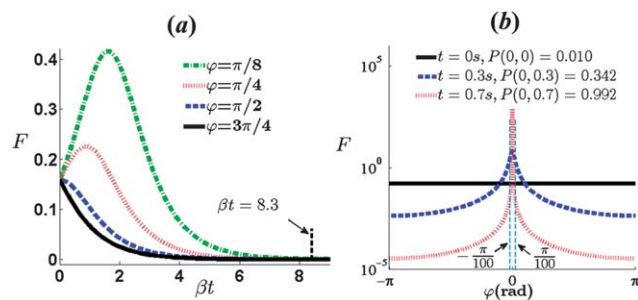 (a)
F
0.4
0.3
0.2
0.1
0
0 2 4 6 8
βt
φ=π/8
φ=π/4
φ=π/2
φ=3π/4
βt = 8.3
(b)
F
10^5
10^0
10^-5
t = 0s, P(0,0) = 0.010
t = 0.3s, P(0,0.3) = 0.342
t = 0.7s, P(0,0.7) = 0.992
-π/100
π/100
-π 0 π
φ(rad)